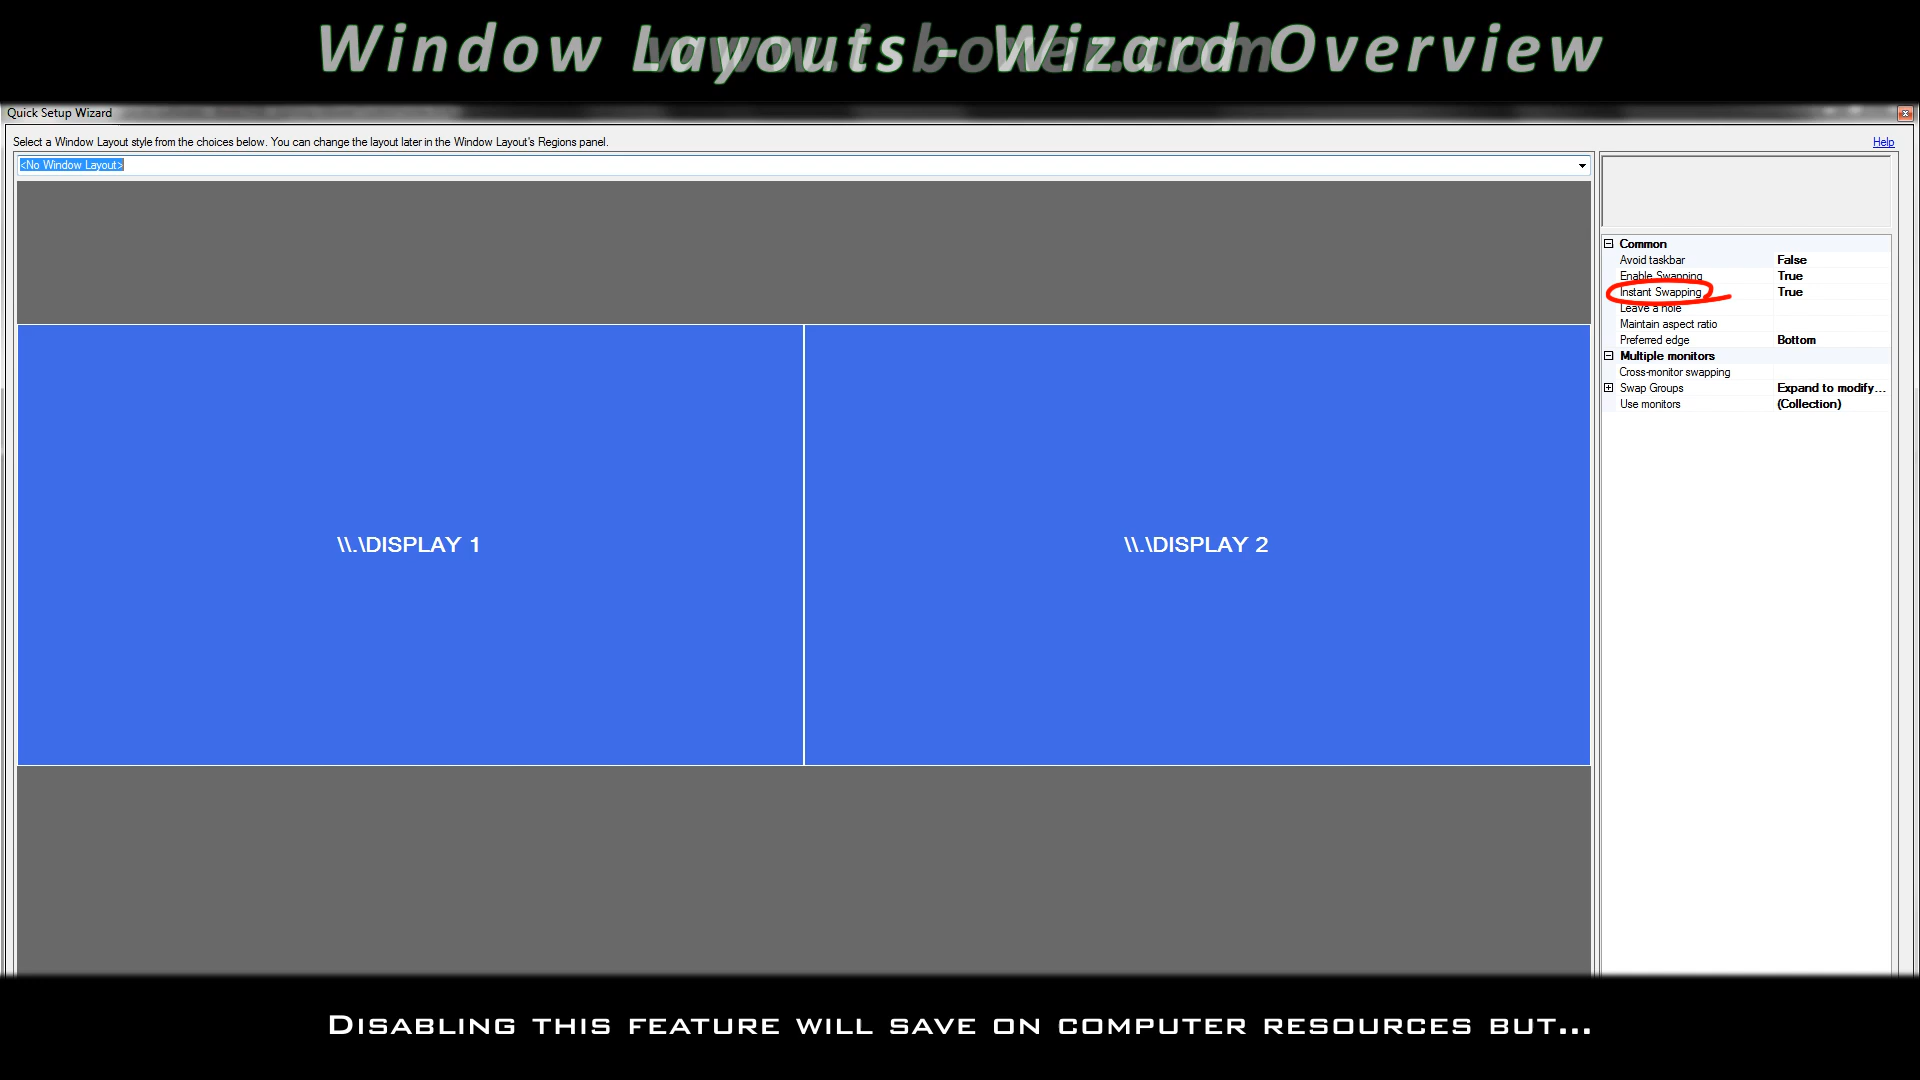 Window Layouts - Wizard Overview
Quick Setup Wizard
Select a Window Layout style from the choices below. You can change the layout later in the Window Layout's Regions panel.
Help
<No Window Layout>
Common
Avoid taskbar False
Enable Swapping True
Instant Swapping True
Leave a hole
Maintain aspect ratio
Preferred edge Bottom
Multiple monitors
Cross-monitor swapping
Swap Groups Expand to modify...
Use monitors (Collection)
\\.\DISPLAY 1
\\.\DISPLAY 2
Disabling this feature will save on computer resources but...